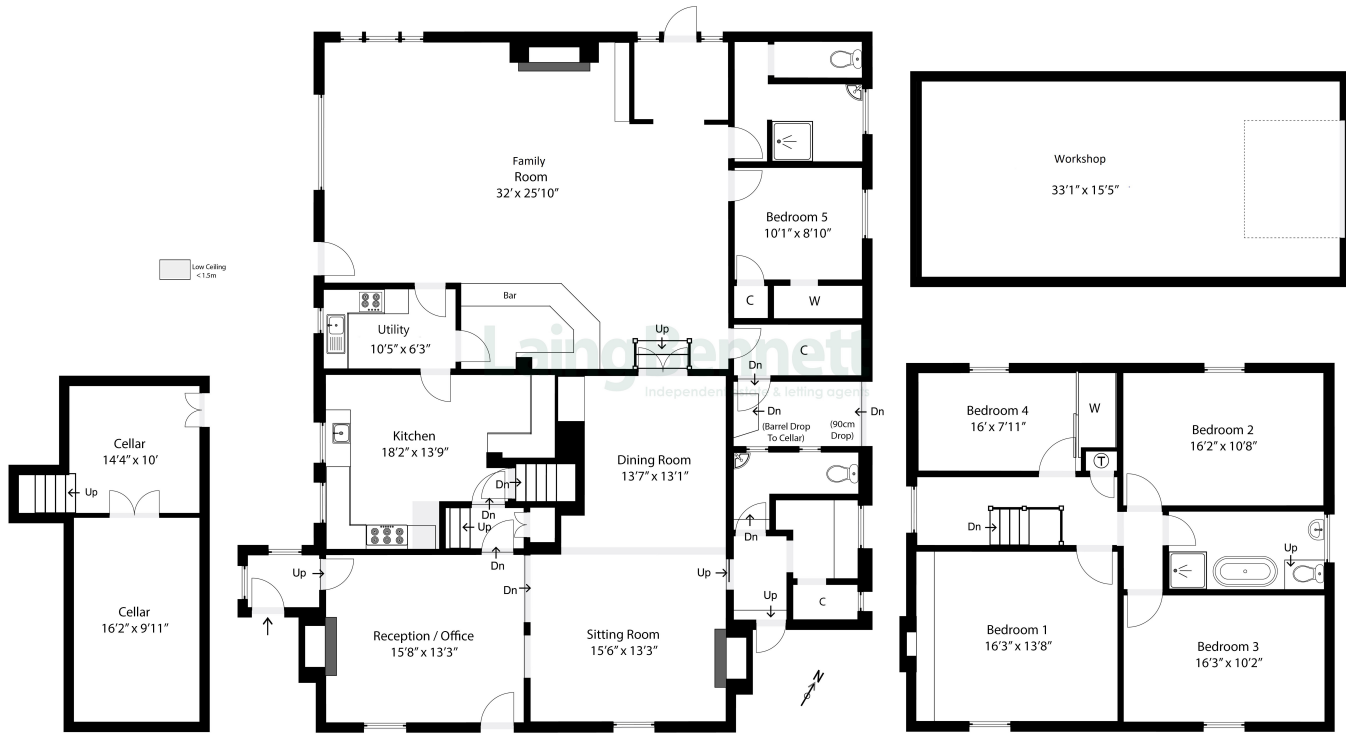 Family
Room
32' x 25'10"
Bedroom 5
10'1" x 8'10"
C
W
Workshop
33'1" x 15'5"
Low Ceiling
< 1.5m
Bar
Utility
10'5" x 6'3"
Up
C
LaingBennett
Independent estate & letting agents
Dn
Dn
Dn
(Barrel Drop
To Cellar)
(90cm
Drop)
Kitchen
18'2" x 13'9"
Dining Room
13'7" x 13'1"
Dn
Dn
Up
Dn
Dn
Up
Dn
Up
Up
C
Reception / Office
15'8" x 13'3"
Sitting Room
15'6" x 13'3"
N
Cellar
14'4" x 10'
Up
Cellar
16'2" x 9'11"
Bedroom 4
16' x 7'11"
W
T
Bedroom 2
16'2" x 10'8"
Dn
Up
Bedroom 1
16'3" x 13'8"
Bedroom 3
16'3" x 10'2"